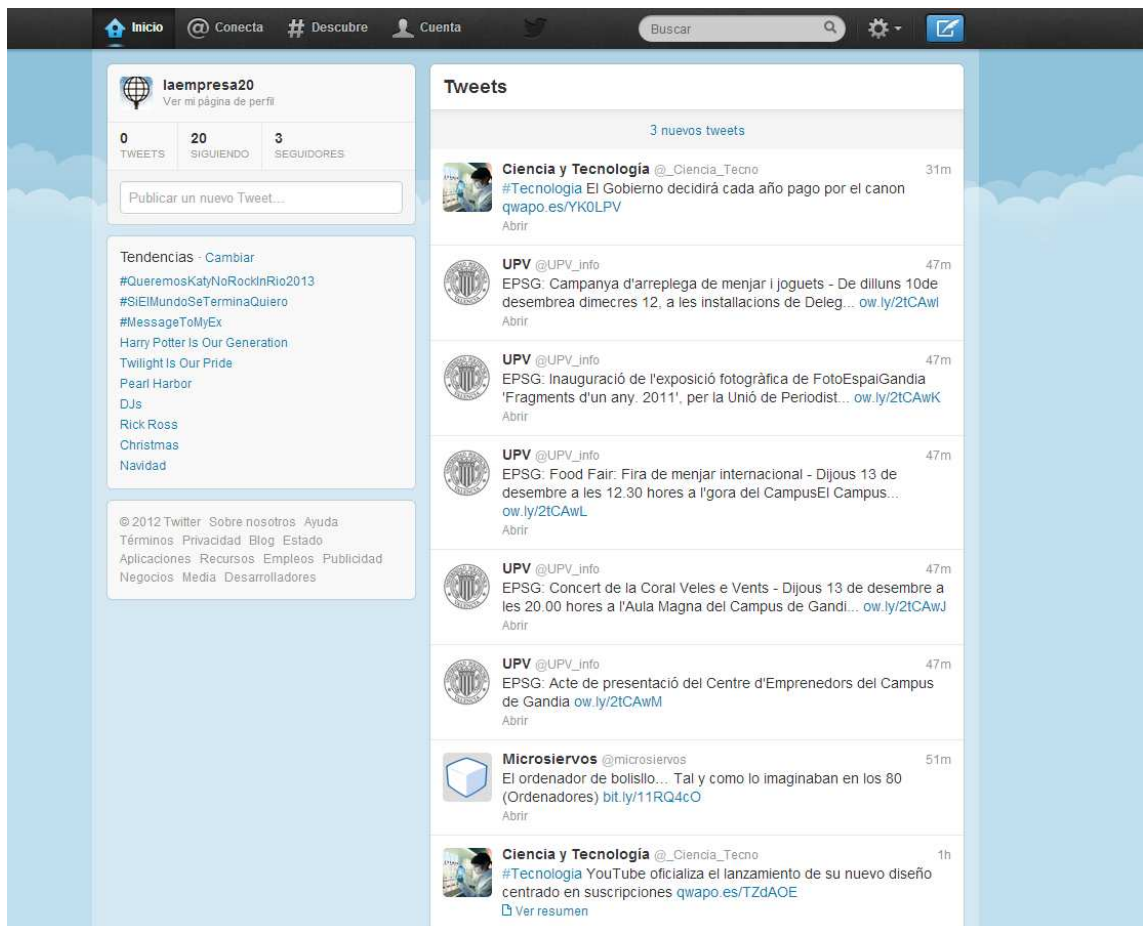 Inicio
Conecta
Descubre
Cuenta
Buscar
laempresa20
Ver mi página de perfil
0 20 3
TWEETS SIGUIENDO SEGUIDORES
Publicar un nuevo Tweet...
Tendencias · Cambiar
#QueremosKatyNoRockInRio2013
#SiElMundoSeTerminaQuiero
#MessageToMyEx
Harry Potter Is Our Generation
Twilight Is Our Pride
Pearl Harbor
DJs
Rick Ross
Christmas
Navidad
© 2012 Twitter Sobre nosotros Ayuda
Términos Privacidad Blog Estado
Aplicaciones Recursos Empleos Publicidad
Negocios Media Desarrolladores
Tweets
3 nuevos tweets
Ciencia y Tecnología @_Ciencia_Tecno 31m
#Tecnologia El Gobierno decidirá cada año pago por el canon
qwapo.es/YK0LPV
Abrir
UPV @UPV_info 47m
EPSG: Campanya d'arreplega de menjar i joguets - De dilluns 10de
desembrea dimecres 12, a les installacions de Deleg... ow.ly/2tCAwI
Abrir
UPV @UPV_info 47m
EPSG: Inauguració de l'exposició fotogràfica de FotoEspaiGandia
'Fragments d'un any. 2011', per la Unió de Periodist... ow.ly/2tCAwK
Abrir
UPV @UPV_info 47m
EPSG: Food Fair: Fira de menjar internacional - Dijous 13 de
desembre a les 12.30 hores a l'gora del CampusEl Campus...
ow.ly/2tCAwL
Abrir
UPV @UPV_info 47m
EPSG: Concert de la Coral Veles e Vents - Dijous 13 de desembre a
les 20.00 hores a l'Aula Magna del Campus de Gandi... ow.ly/2tCAwJ
Abrir
UPV @UPV_info 47m
EPSG: Acte de presentació del Centre d'Emprenedors del Campus
de Gandia ow.ly/2tCAwM
Abrir
Microsiervos @microsiervos 51m
El ordenador de bolisllo... Tal y como lo imaginaban en los 80
(Ordenadores) bit.ly/11RQ4cO
Abrir
Ciencia y Tecnología @_Ciencia_Tecno 1h
#Tecnologia YouTube oficializa el lanzamiento de su nuevo diseño
centrado en suscripciones qwapo.es/TZdAOE
Ver resumen